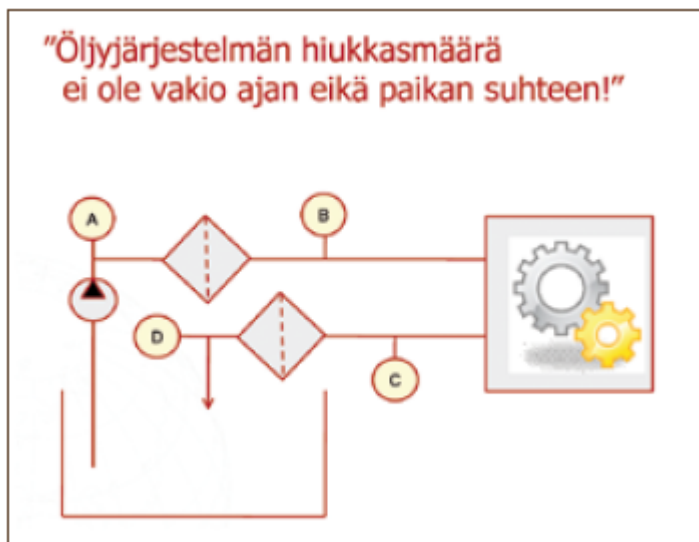 "Öljyjärjestelmän hiukkasmäärä
ei ole vakio ajan eikä paikan suhteen!"
A
B
D
C